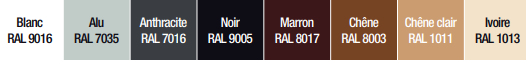 Blanc Alu Anthracite Noir Marron Chêne Chêne clair Ivoire
RAL 9016 RAL 7035 RAL 7016 RAL 9005 RAL 8017 RAL 8003 RAL 1011 RAL 1013